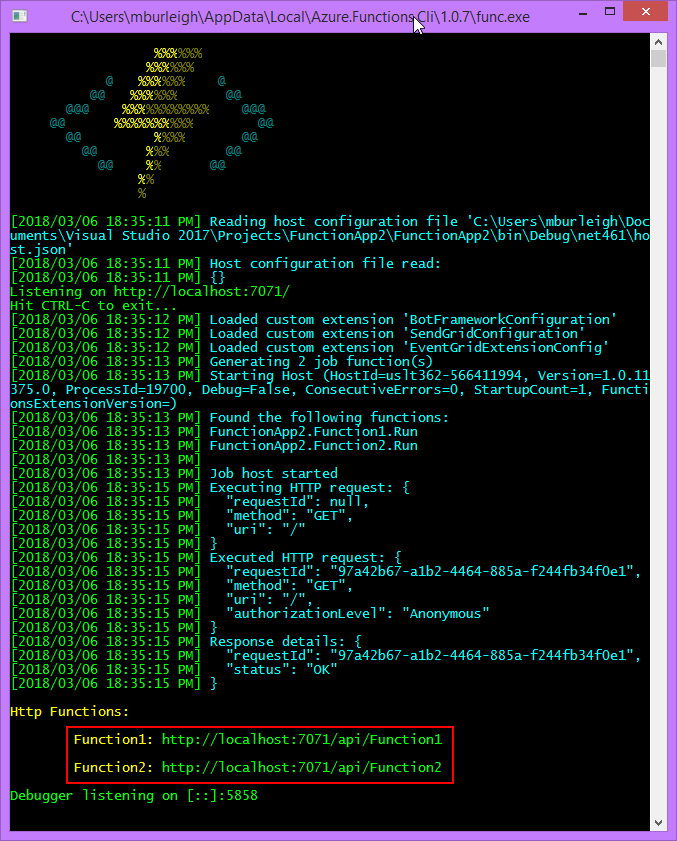 C:\Users\mburleigh\AppData\Local\Azure.Functions.Cli\1.0.7\func.exe
%%%%%%
%%%%%%
@   %%%%%%    @
@@   %%%%%%      @@
@@@    %%%%%%%%%%%    @@@
@@      %%%%%%%%%%        @@
@@         %%%%       @@
@@      %%%       @@
@@    %%      @@
%%
%
[2018/03/06 18:35:11 PM] Reading host configuration file 'C:\Users\mburleigh\Doc
uments\Visual Studio 2017\Projects\FunctionApp2\FunctionApp2\bin\Debug\net461\ho
st.json'
[2018/03/06 18:35:11 PM] Host configuration file read:
[2018/03/06 18:35:11 PM] {}
Listening on http://localhost:7071/
Hit CTRL-C to exit...
[2018/03/06 18:35:12 PM] Loaded custom extension 'BotFrameworkConfiguration'
[2018/03/06 18:35:12 PM] Loaded custom extension 'SendGridConfiguration'
[2018/03/06 18:35:12 PM] Loaded custom extension 'EventGridExtensionConfig'
[2018/03/06 18:35:13 PM] Generating 2 job function(s)
[2018/03/06 18:35:13 PM] Starting Host (HostId=uslt362-566411994, Version=1.0.11
375.0, ProcessId=19700, Debug=False, ConsecutiveErrors=0, StartupCount=1, Functi
onsExtensionVersion=)
[2018/03/06 18:35:13 PM] Found the following functions:
[2018/03/06 18:35:13 PM] FunctionApp2.Function1.Run
[2018/03/06 18:35:13 PM] FunctionApp2.Function2.Run
[2018/03/06 18:35:13 PM]
[2018/03/06 18:35:13 PM] Job host started
[2018/03/06 18:35:15 PM] Executing HTTP request: {
[2018/03/06 18:35:15 PM]   "requestId": null,
[2018/03/06 18:35:15 PM]   "method": "GET",
[2018/03/06 18:35:15 PM]   "uri": "/"
[2018/03/06 18:35:15 PM] }
[2018/03/06 18:35:15 PM] Executed HTTP request: {
[2018/03/06 18:35:15 PM]   "requestId": "97a42b67-a1b2-4464-885a-f244fb34f0e1",
[2018/03/06 18:35:15 PM]   "method": "GET",
[2018/03/06 18:35:15 PM]   "uri": "/",
[2018/03/06 18:35:15 PM]   "authorizationLevel": "Anonymous"
[2018/03/06 18:35:15 PM] }
[2018/03/06 18:35:15 PM] Response details: {
[2018/03/06 18:35:15 PM]   "requestId": "97a42b67-a1b2-4464-885a-f244fb34f0e1",
[2018/03/06 18:35:15 PM]   "status": "OK"
[2018/03/06 18:35:15 PM] }
Http Functions:
Function1: http://localhost:7071/api/Function1
Function2: http://localhost:7071/api/Function2
Debugger listening on [::]:5858